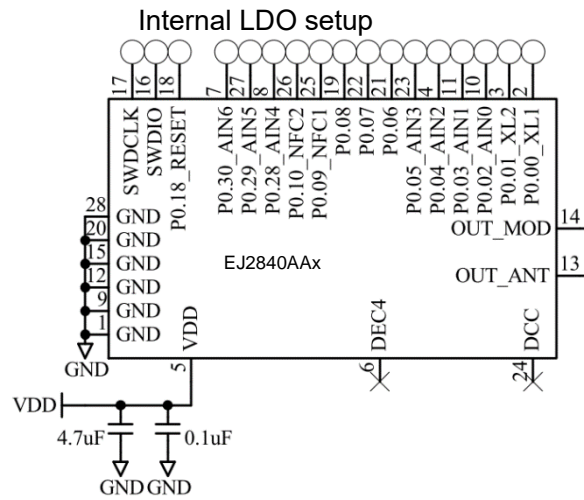 Internal LDO setup
17 16 18 7 27 8 26 25 19 22 21 23 4 11 10 3 2
SWDCLK
SWDIO
P0.18_RESET
P0.30_AIN6
P0.29_AIN5
P0.28_AIN4
P0.10_NFC2
P0.09_NFC1
P0.08
P0.07
P0.06
P0.05_AIN3
P0.04_AIN2
P0.03_AIN1
P0.02_AIN0
P0.01_XL2
P0.00_XL1
28 GND
20 GND
15 GND
12 GND
9 GND
1 GND
GND
OUT_MOD 14
OUT_ANT 13
EJ2840AAx
VDD
5
DEC4
6
DCC
24
VDD
4.7uF 0.1uF
GND GND